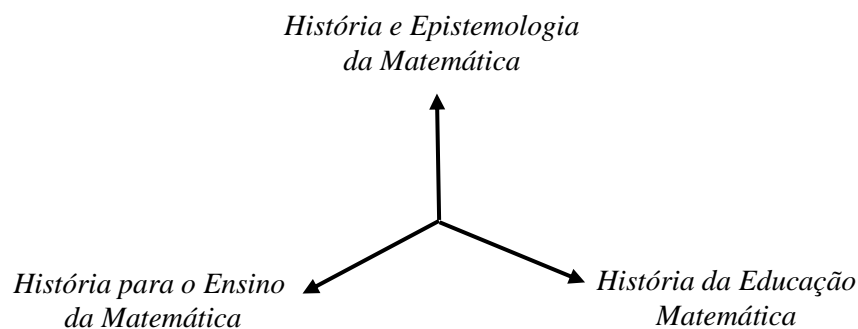 História e Epistemologia
da Matemática
História para o Ensino
da Matemática
História da Educação
Matemática